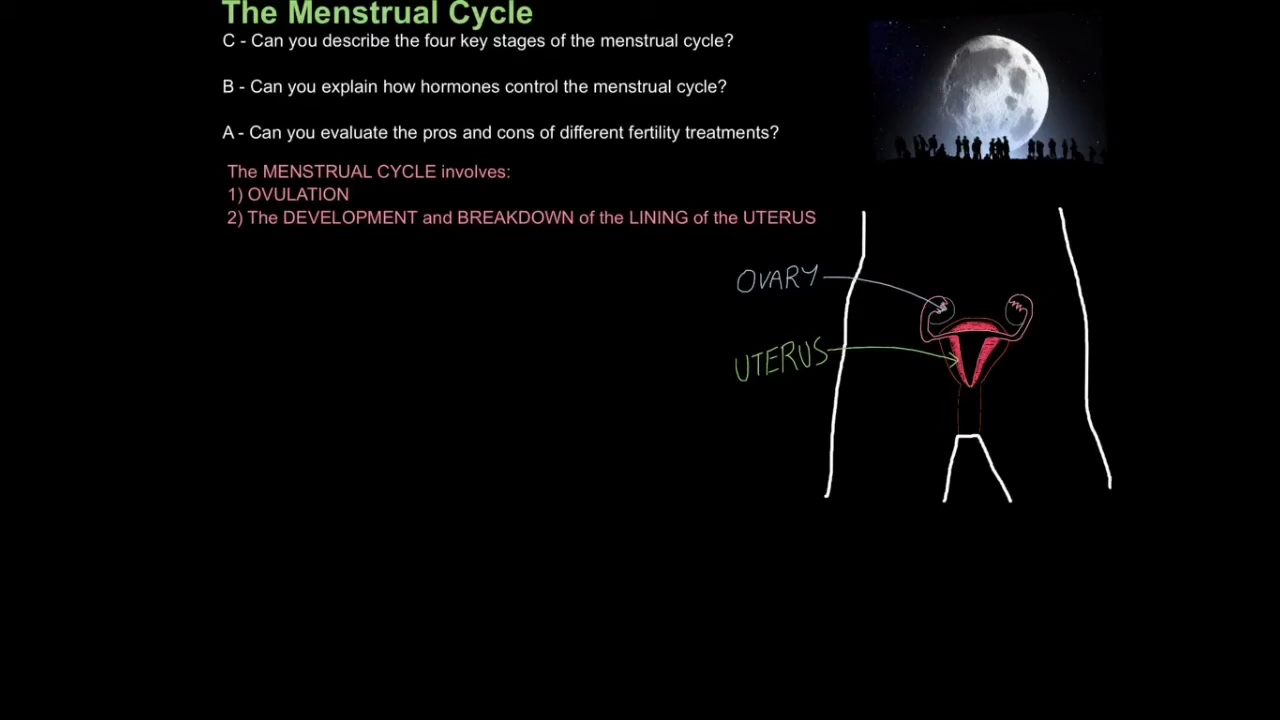 The Menstrual Cycle
C - Can you describe the four key stages of the menstrual cycle?
B - Can you explain how hormones control the menstrual cycle?
A - Can you evaluate the pros and cons of different fertility treatments?
The MENSTRUAL CYCLE involves:
1) OVULATION
2) The DEVELOPMENT and BREAKDOWN of the LINING of the UTERUS
OVARY
UTERUS